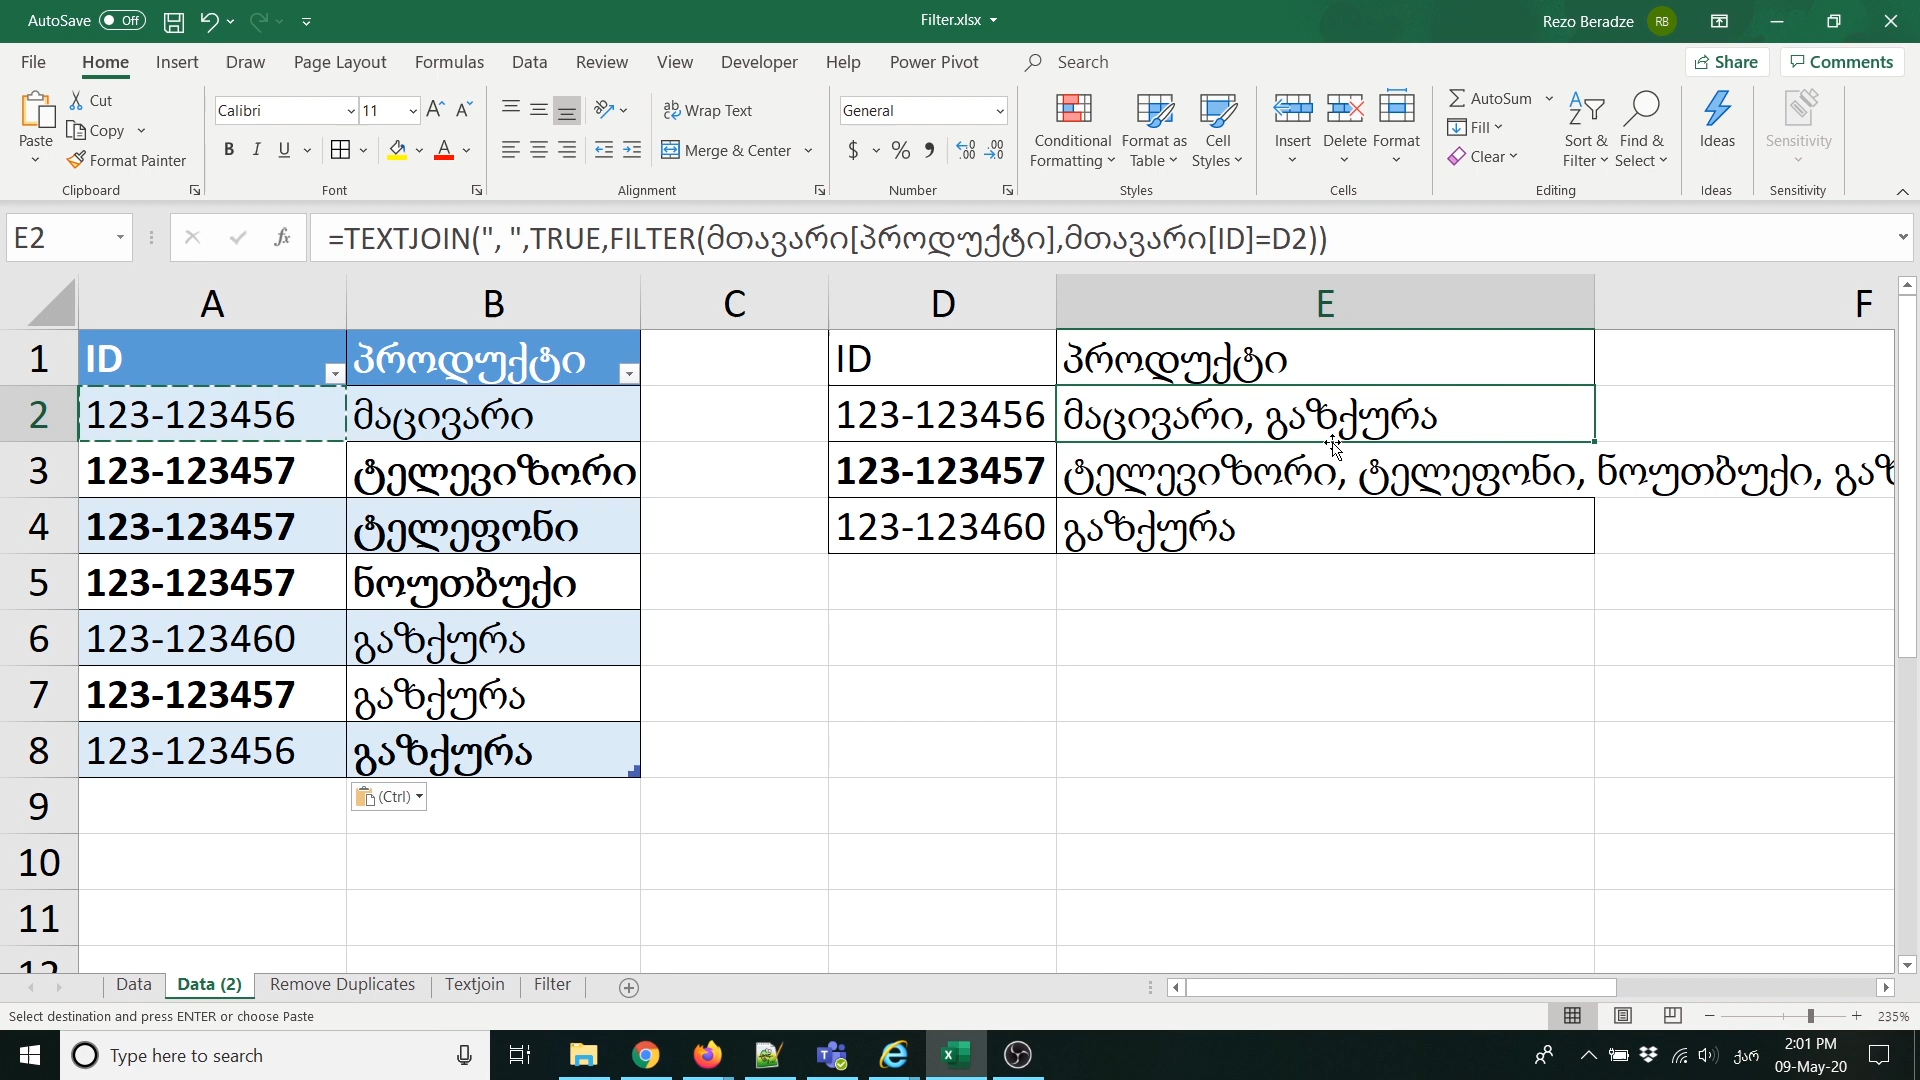 AutoSave Off
Filter.xlsx
Rezo Beradze RB
File Home Insert Draw Page Layout Formulas Data Review View Developer Help Power Pivot Search
Share Comments
Paste Cut Copy Format Painter
Calibri 11
B I U A
ab Wrap Text
Merge & Center
General
$ %
Conditional Formatting
Format as Table
Cell Styles
Insert Delete Format
AutoSum
Fill
Clear
Sort & Filter
Find & Select
Ideas
Sensitivity
Clipboard Font Alignment Number Styles Cells Editing Ideas Sensitivity
E2 fx =TEXTJOIN(", ",TRUE,FILTER(მთავარი[პროდუქტი],მთავარი[ID]=D2))
A B C D E F
1 ID პროდუქტი ID პროდუქტი
2 123-123456 მაცივარი 123-123456 მაცივარი, გაზქურა
3 123-123457 ტელევიზორი 123-123457 ტელევიზორი, ტელეფონი, ნოუთბუქი,
4 123-123457 ტელეფონი 123-123460 გაზქურა
5 123-123457 ნოუთბუქი
6 123-123460 გაზქურა
7 123-123457 გაზქურა
8 123-123456 გაზქურა
9 (Ctrl)
10
11
12
Data Data (2) Remove Duplicates Textjoin Filter
Select destination and press ENTER or choose Paste
235%
Type here to search
ქარ
2:01 PM
09-May-20